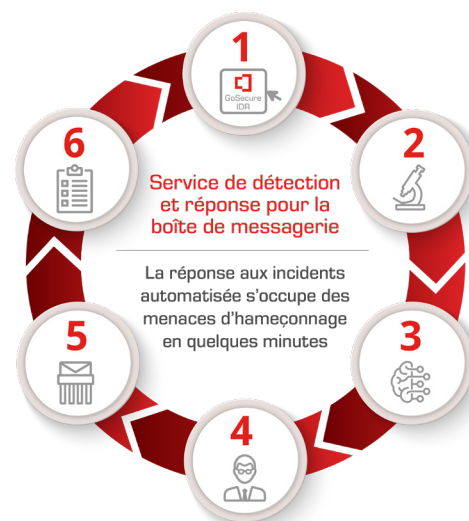 1
GoSecure
IDR
2
3
4
5
6
Service de détection
et réponse pour la
boîte de messagerie
La réponse aux incidents
automatisée s'occupe des
menaces d'hameçonnage
en quelques minutes